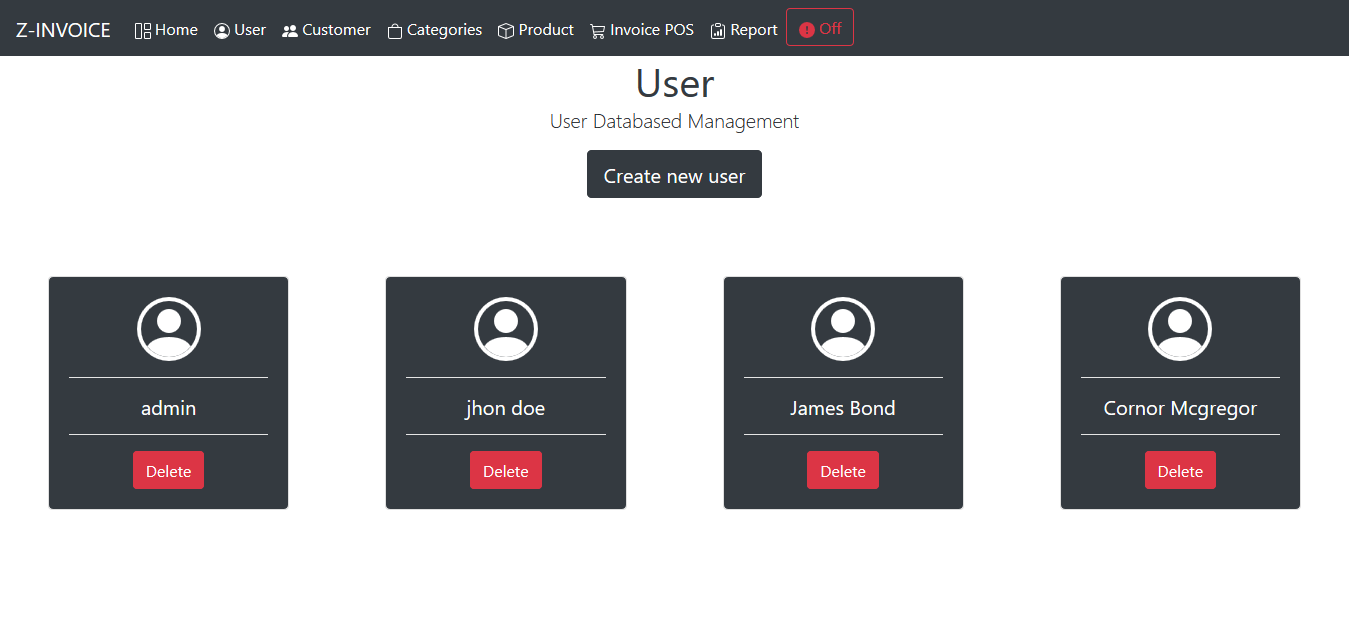 Z-INVOICE Home User Customer Categories Product Invoice POS Report Off
User
User Databased Management
Create new user
admin jhon doe James Bond Cornor Mcgregor
Delete Delete Delete Delete